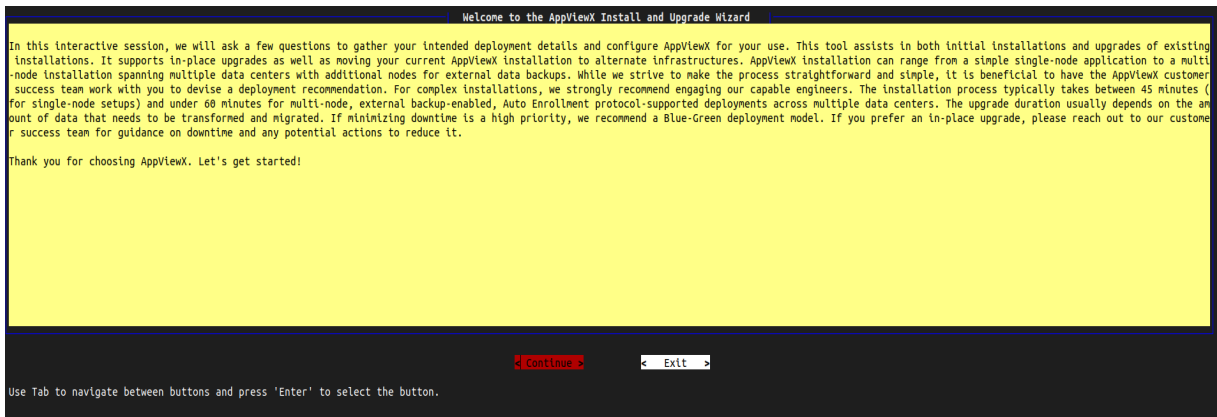 Welcome to the AppViewX Install and Upgrade Wizard
In this interactive session, we will ask a few questions to gather your intended deployment details and configure AppViewX for your use. This tool assists in both initial installations and upgrades of existing
 installations. It supports in-place upgrades as well as moving your current AppViewX installation to alternate infrastructures. AppViewX installation can range from a simple single-node application to a multi
-node installation spanning multiple data centers with additional nodes for external data backups. While we strive to make the process straightforward and simple, it is beneficial to have the AppViewX customer
 success team work with you to devise a deployment recommendation. For complex installations, we strongly recommend engaging our capable engineers. The installation process typically takes between 45 minutes (
for single-node setups) and under 60 minutes for multi-node, external backup-enabled, Auto Enrollment protocol-supported deployments across multiple data centers. The upgrade duration usually depends on the am
ount of data that needs to be transformed and migrated. If minimizing downtime is a high priority, we recommend a Blue-Green deployment model. If you prefer an in-place upgrade, please reach out to our custome
r success team for guidance on downtime and any potential actions to reduce it.
Thank you for choosing AppViewX. Let's get started!
< Continue > < Exit >
Use Tab to navigate between buttons and press 'Enter' to select the button.